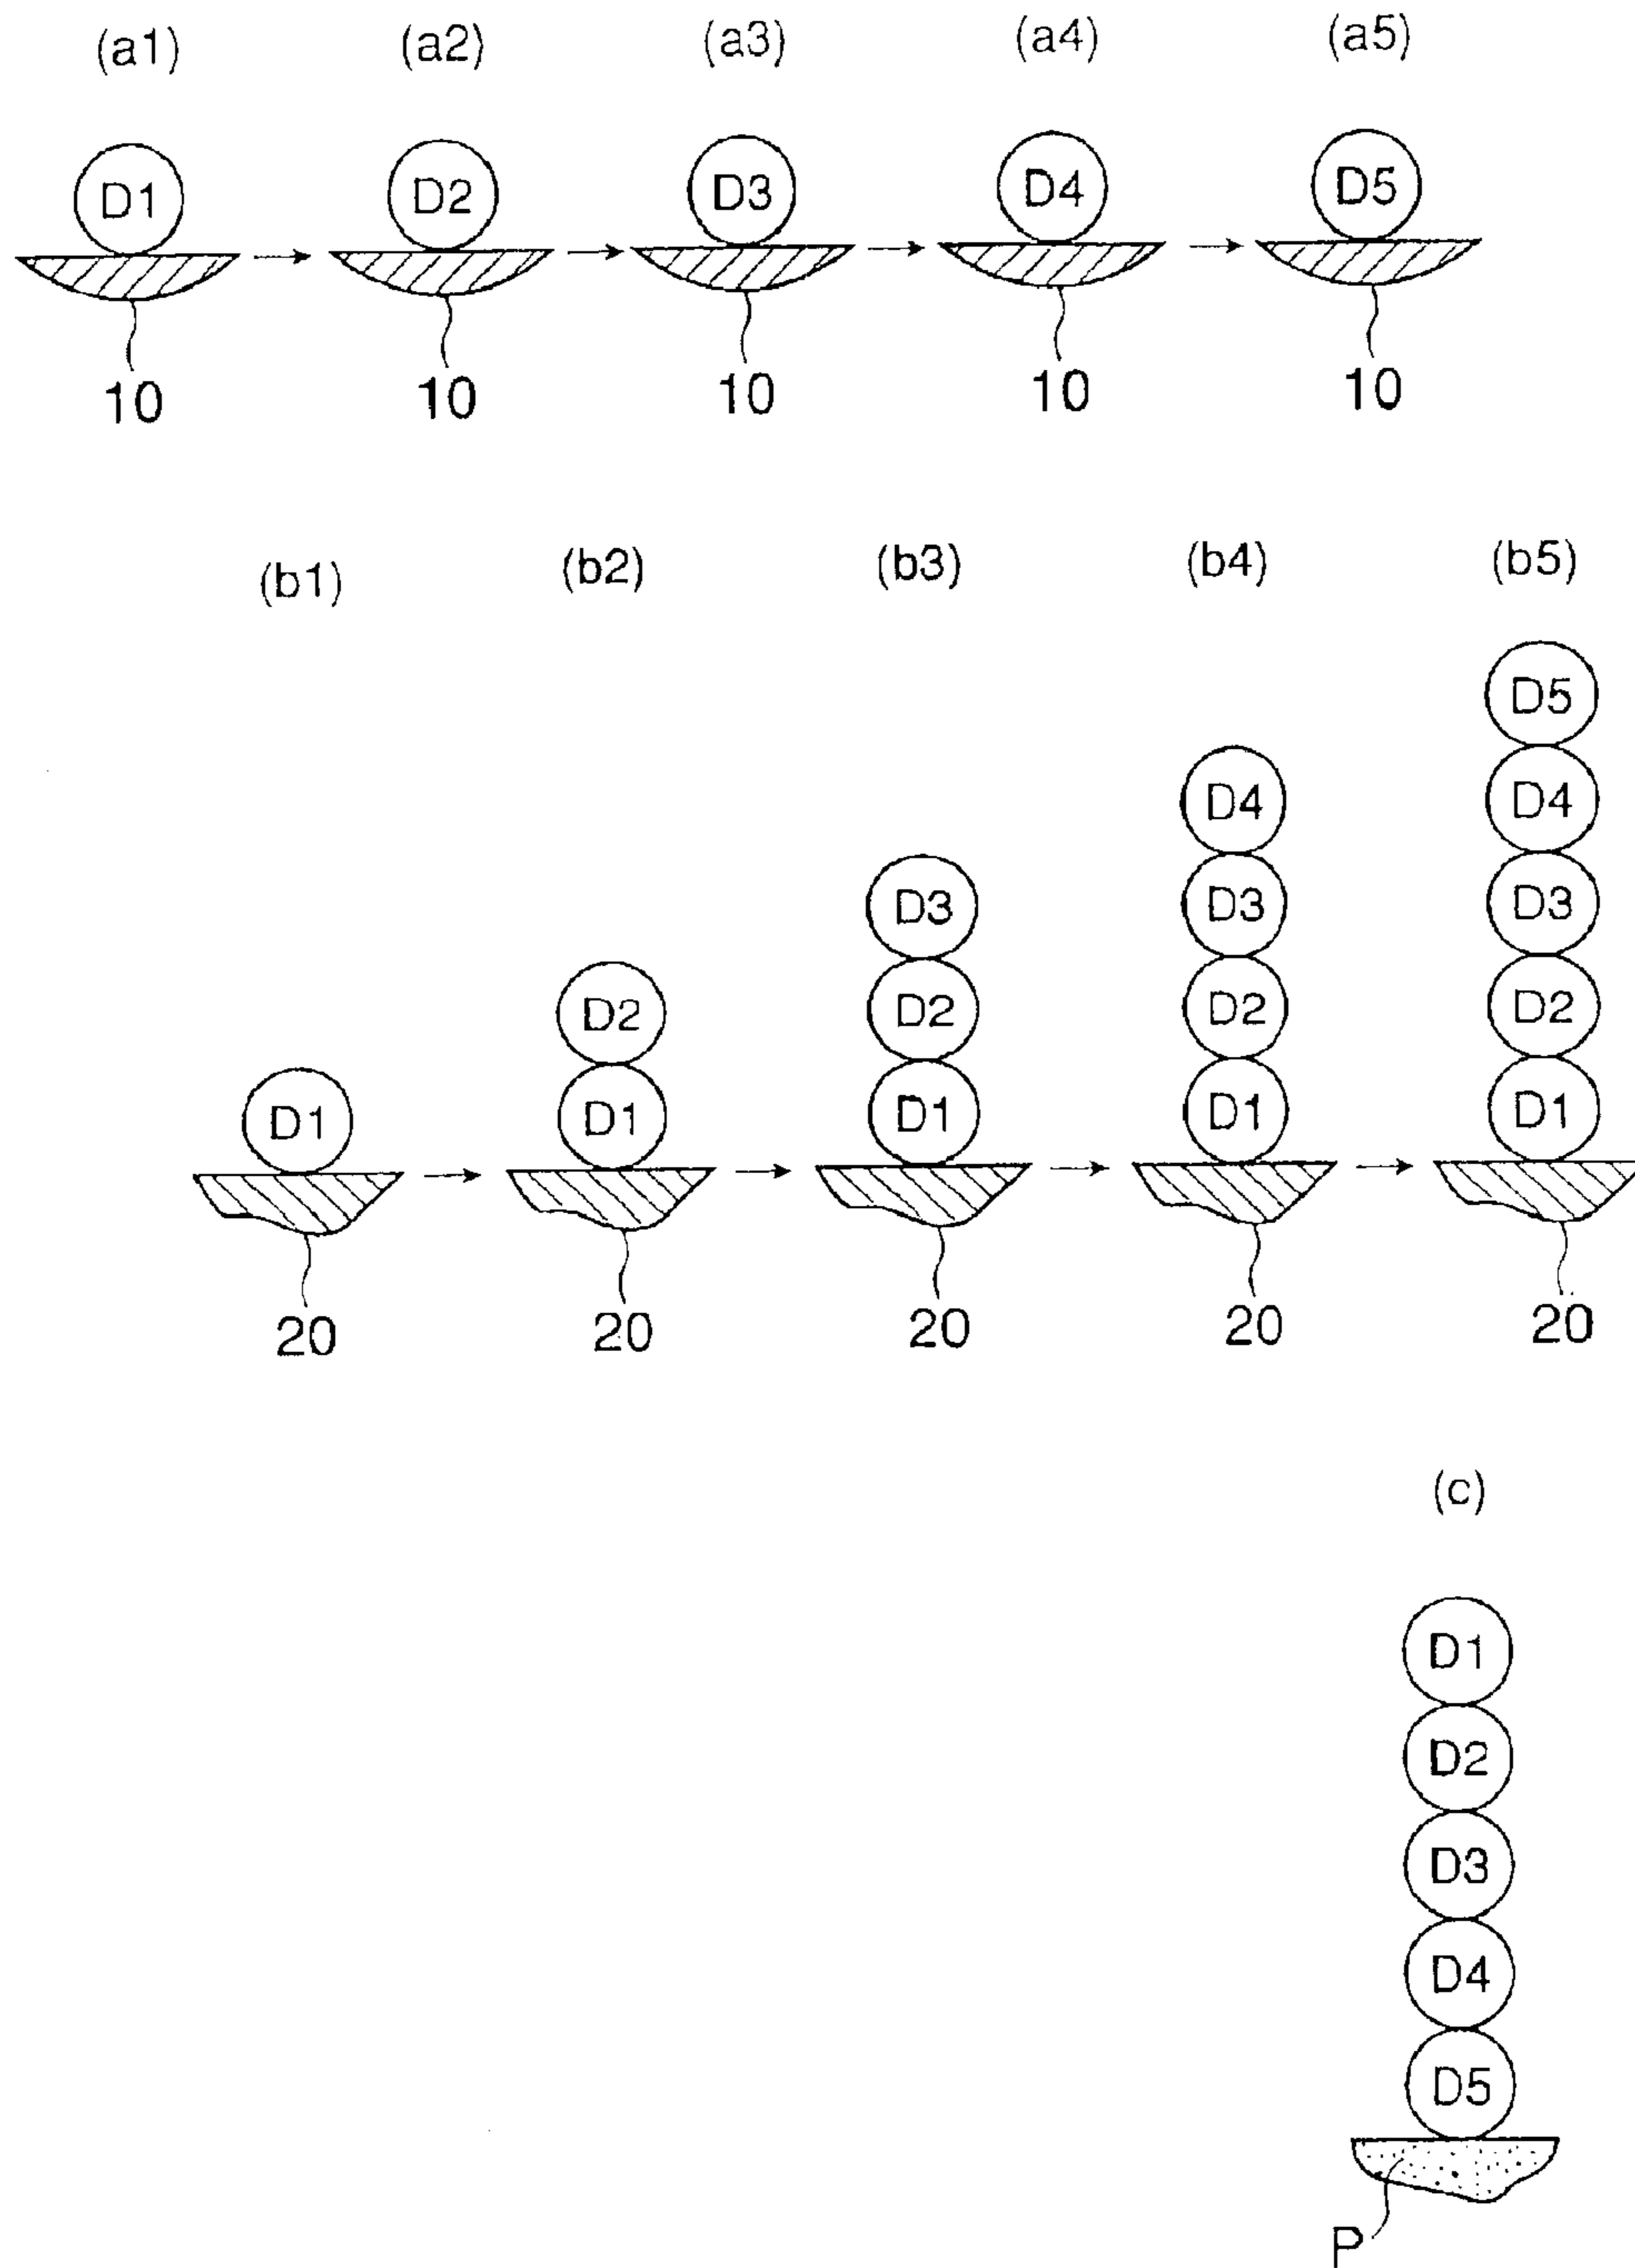 (a1) (a2) (a3) (a4) (a5)
D1 D2 D3 D4 D5
10 10 10 10 10
(b1) (b2) (b3) (b4) (b5)
D5
D4 D4
D3 D3 D3
D2 D2 D2 D2
D1 D1 D1 D1 D1
20 20 20 20 20
(c)
D1
D2
D3
D4
D5
P